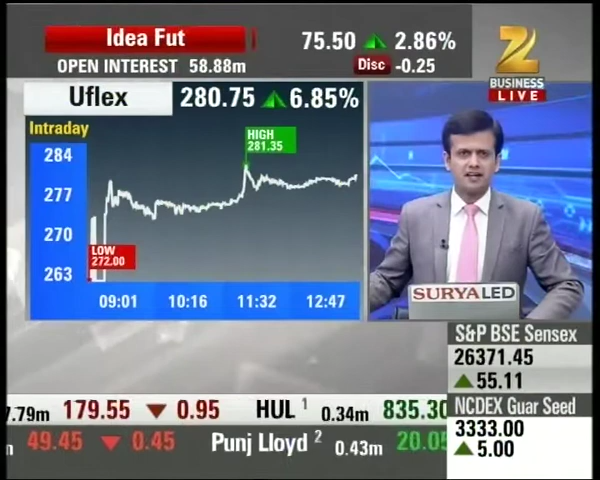 Idea Fut
75.50 2.86%
OPEN INTEREST 58.88m
Disc -0.25
Z
BUSINESS
LIVE
Uflex 280.75 6.85%
Intraday
HIGH
281.35
284
277
270
263
LOW
272.00
09:01 10:16 11:32 12:47
SURYA LED
S&P BSE Sensex
26371.45
55.11
NCDEX Guar Seed
3333.00
5.00
7.79m 179.55 0.95 HUL 1 0.34m 835.30
m 49.45 0.45 Punj Lloyd 2 0.43m 20.05